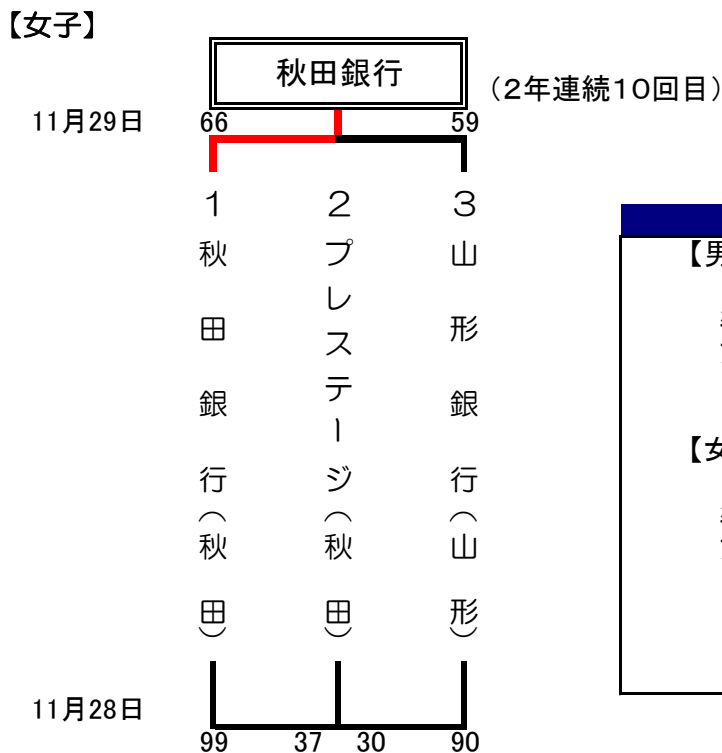 【女子】
秋田銀行
(2年連続10回目)
11月29日
66
59
1
2
3
秋田銀行(秋田)
プレステージ(秋田)
山形銀行(山形)
11月28日
99
37
30
90
【男
【女